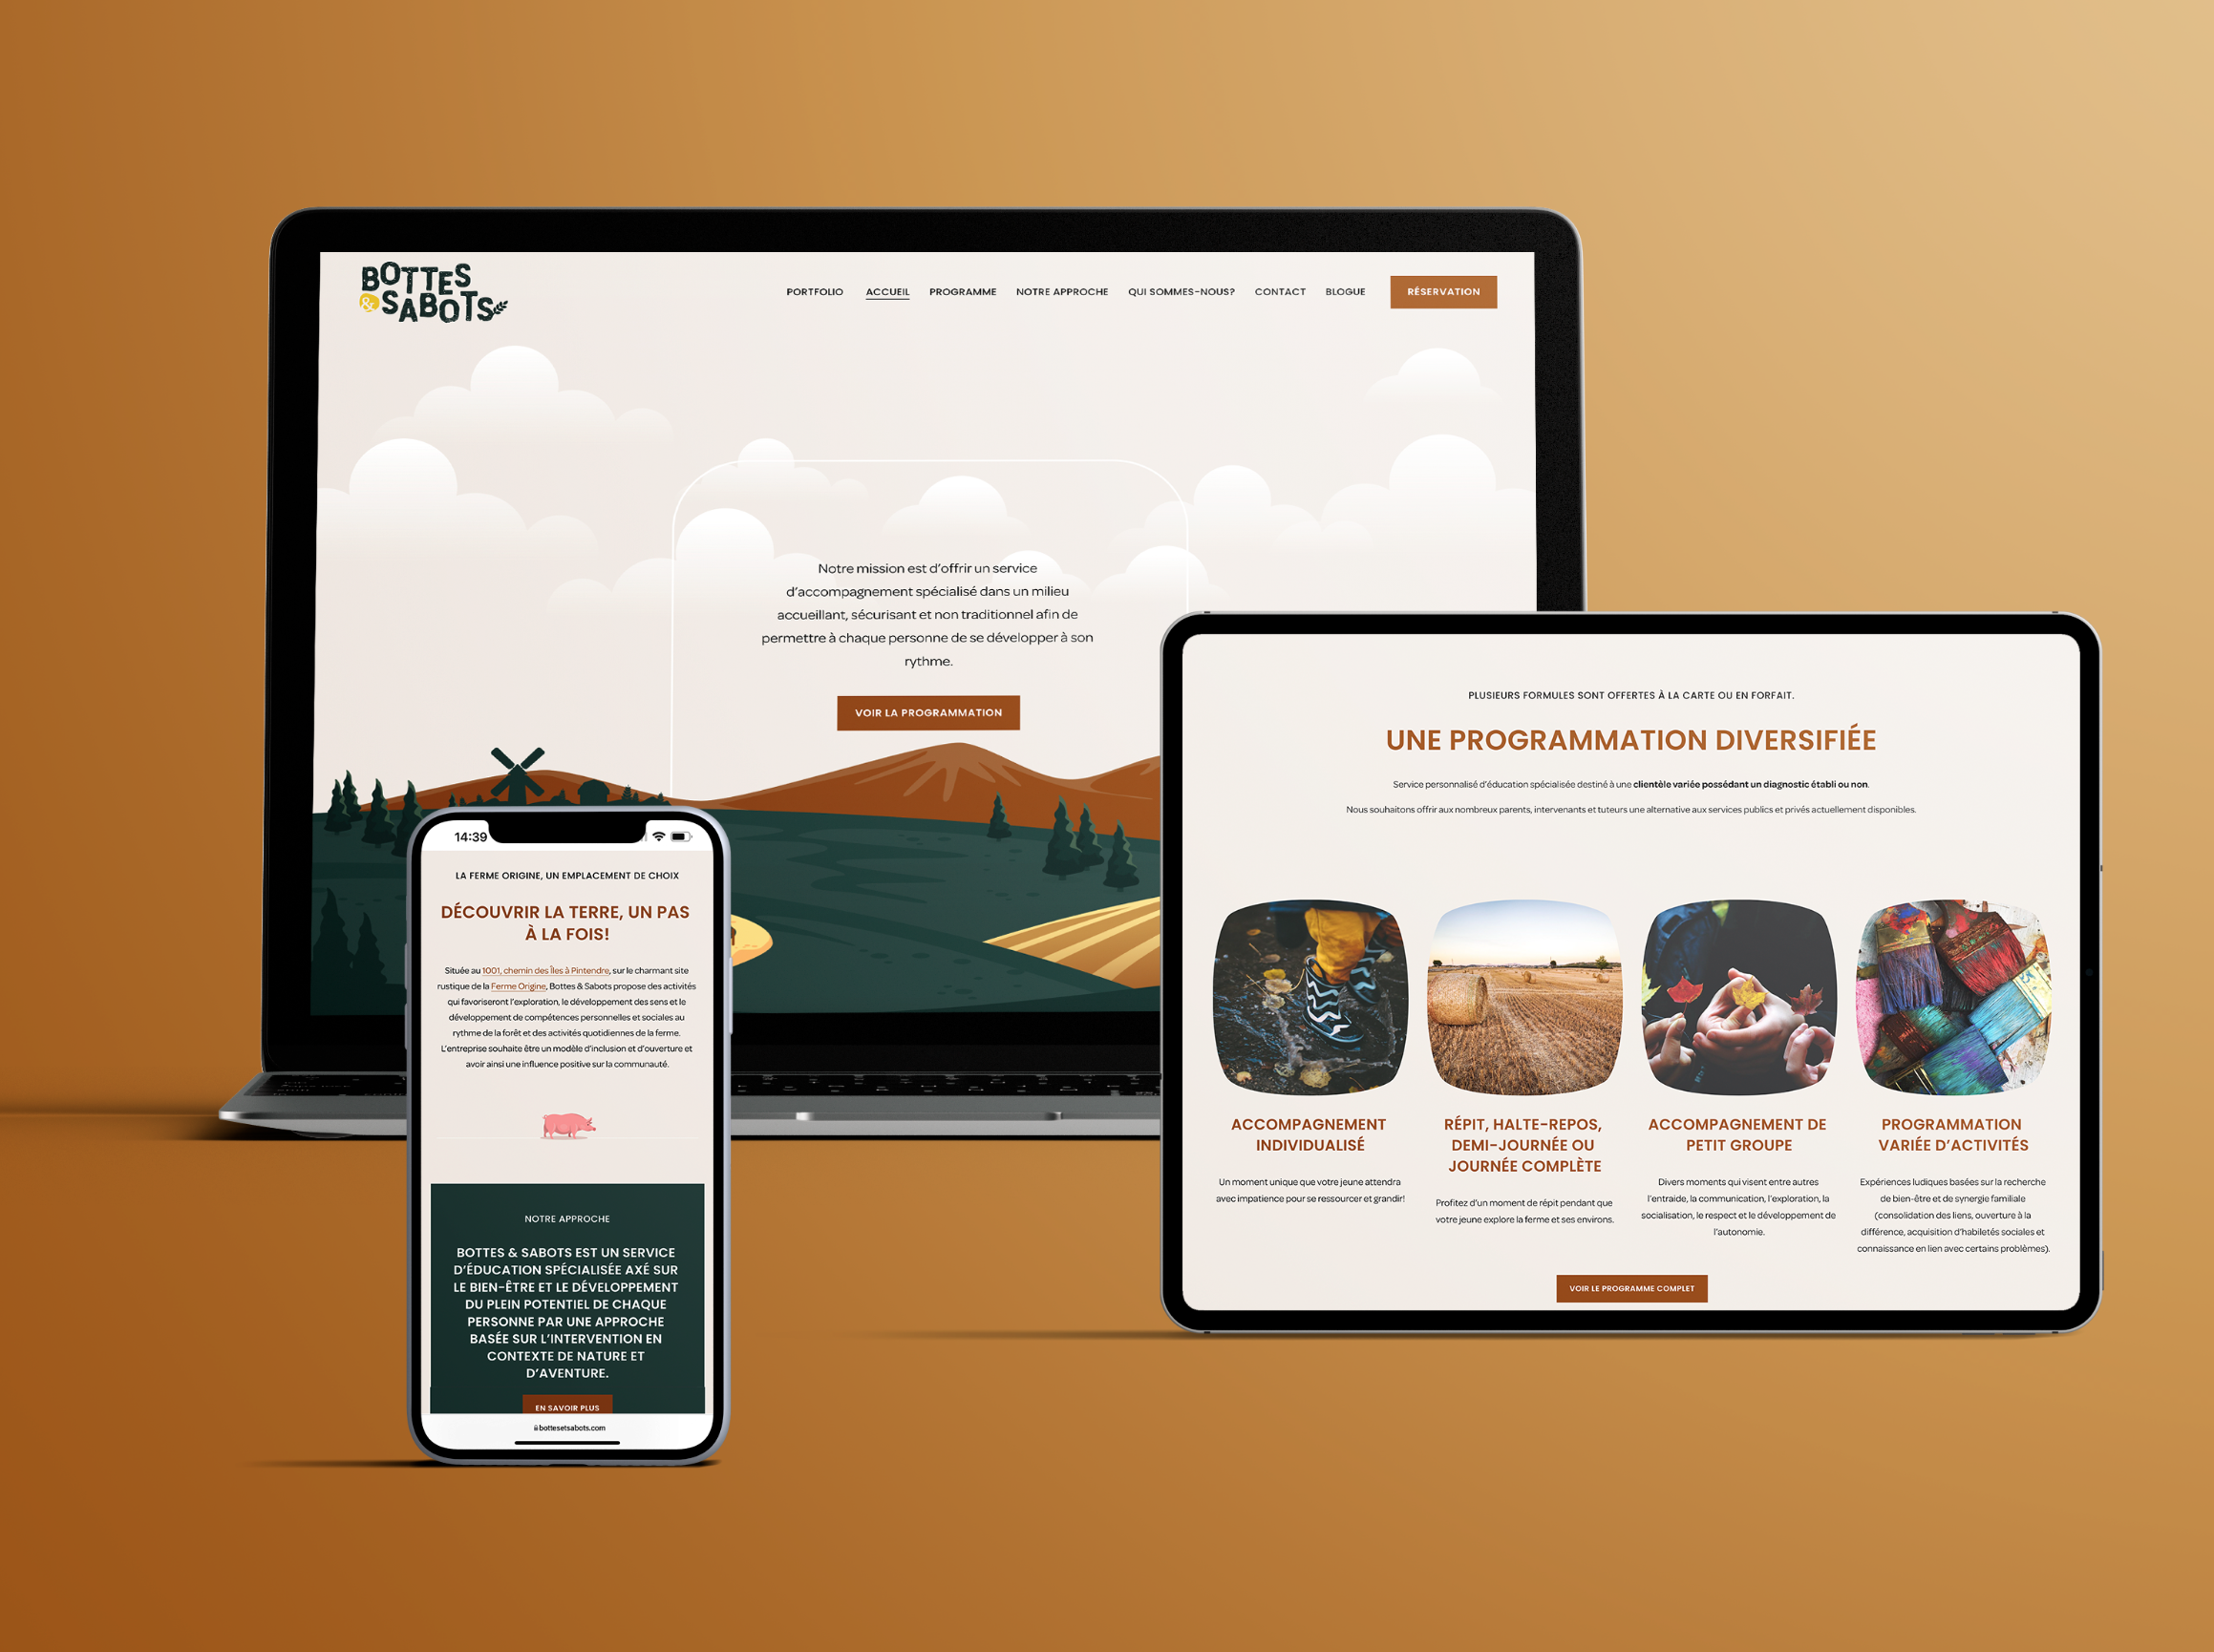 BOTTES
& SABOTS
PORTFOLIO ACCUEIL PROGRAMME NOTRE APPROCHE QUI SOMMES-NOUS? CONTACT BLOGUE RÉSERVATION
Notre mission est d'offrir un service
d'accompagnement spécialisé dans un milieu
accueillant, sécurisant et non traditionnel afin de
permettre à chaque personne de se développer à son
rythme.
VOIR LA PROGRAMMATION
14:39
LA FERME ORIGINE, UN EMPLACEMENT DE CHOIX
DÉCOUVRIR LA TERRE, UN PAS
À LA FOIS!
Située au 1001, chemin des Îles à Pintendre, sur le charmant site
rustique de la Ferme Origine, Bottes & Sabots propose des activités
qui favoriseront l'exploration, le développement des sens et le
développement de compétences personnelles et sociales au
rythme de la forêt et des activités quotidiennes de la ferme.
L'entreprise souhaite être un modèle d'inclusion et d'ouverture et
avoir ainsi une influence positive sur la communauté.
NOTRE APPROCHE
BOTTES & SABOTS EST UN SERVICE
D'ÉDUCATION SPÉCIALISÉE AXÉ SUR
LE BIEN-ÊTRE ET LE DÉVELOPPEMENT
DU PLEIN POTENTIEL DE CHAQUE
PERSONNE PAR UNE APPROCHE
BASÉE SUR L'INTERVENTION EN
CONTEXTE DE NATURE ET
D'AVENTURE.
EN SAVOIR PLUS
bottesetsabots.com
PLUSIEURS FORMULES SONT OFFERTES À LA CARTE OU EN FORFAIT.
UNE PROGRAMMATION DIVERSIFIÉE
Service personnalisé d'éducation spécialisée destiné à une clientèle variée possédant un diagnostic établi ou non.
Nous souhaitons offrir aux nombreux parents, intervenants et tuteurs une alternative aux services publics et privés actuellement disponibles.
ACCOMPAGNEMENT
INDIVIDUALISÉ
Un moment unique que votre jeune attendra
avec impatience pour se ressourcer et grandir!
RÉPIT, HALTE-REPOS,
DEMI-JOURNÉE OU
JOURNÉE COMPLÈTE
Profitez d'un moment de répit pendant que
votre jeune explore la ferme et ses environs.
ACCOMPAGNEMENT DE
PETIT GROUPE
Divers moments qui visent entre autres
l'entraide, la communication, l'exploration, la
socialisation, le respect et le développement de
l'autonomie.
PROGRAMMATION
VARIÉE D'ACTIVITÉS
Expériences ludiques basées sur la recherche
de bien-être et de synergie familiale
(consolidation des liens, ouverture à la
différence, acquisition d'habiletés sociales et
connaissance en lien avec certains problèmes).
VOIR LE PROGRAMME COMPLET